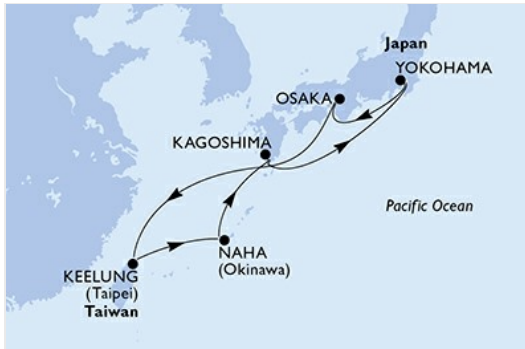 Japan
YOKOHAMA
OSAKA
KAGOSHIMA
Pacific Ocean
NAHA
(Okinawa)
KEELUNG
(Taipei)
Taiwan